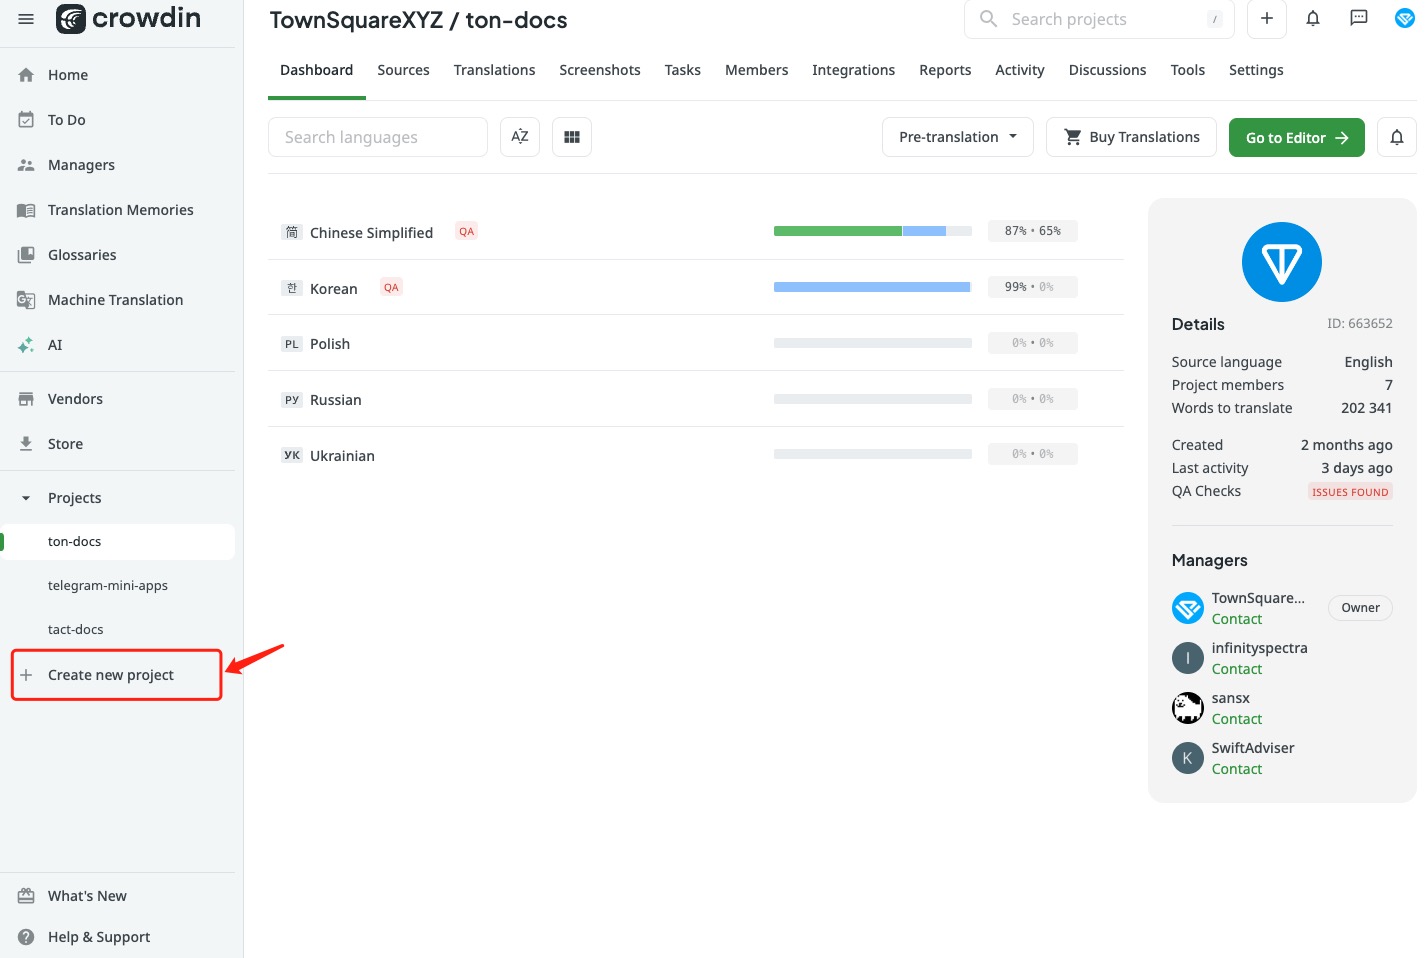 crowdin
TownSquareXYZ / ton-docs
Search projects
/
Home
To Do
Managers
Translation Memories
Glossaries
Machine Translation
AI
Vendors
Store
Projects
ton-docs
telegram-mini-apps
tact-docs
Create new project
What's New
Help & Support
Dashboard Sources Translations Screenshots Tasks Members Integrations Reports Activity Discussions Tools Settings
Search languages
AZ
Pre-translation
Buy Translations
Go to Editor
简 Chinese Simplified QA 87% • 65%
한 Korean QA 99% • 0%
PL Polish 0% • 0%
РУ Russian 0% • 0%
УК Ukrainian 0% • 0%
Details ID: 663652
Source language English
Project members 7
Words to translate 202 341
Created 2 months ago
Last activity 3 days ago
QA Checks ISSUES FOUND
Managers
TownSquare... Owner
Contact
I infinityspectra
Contact
sansx
Contact
K SwiftAdviser
Contact